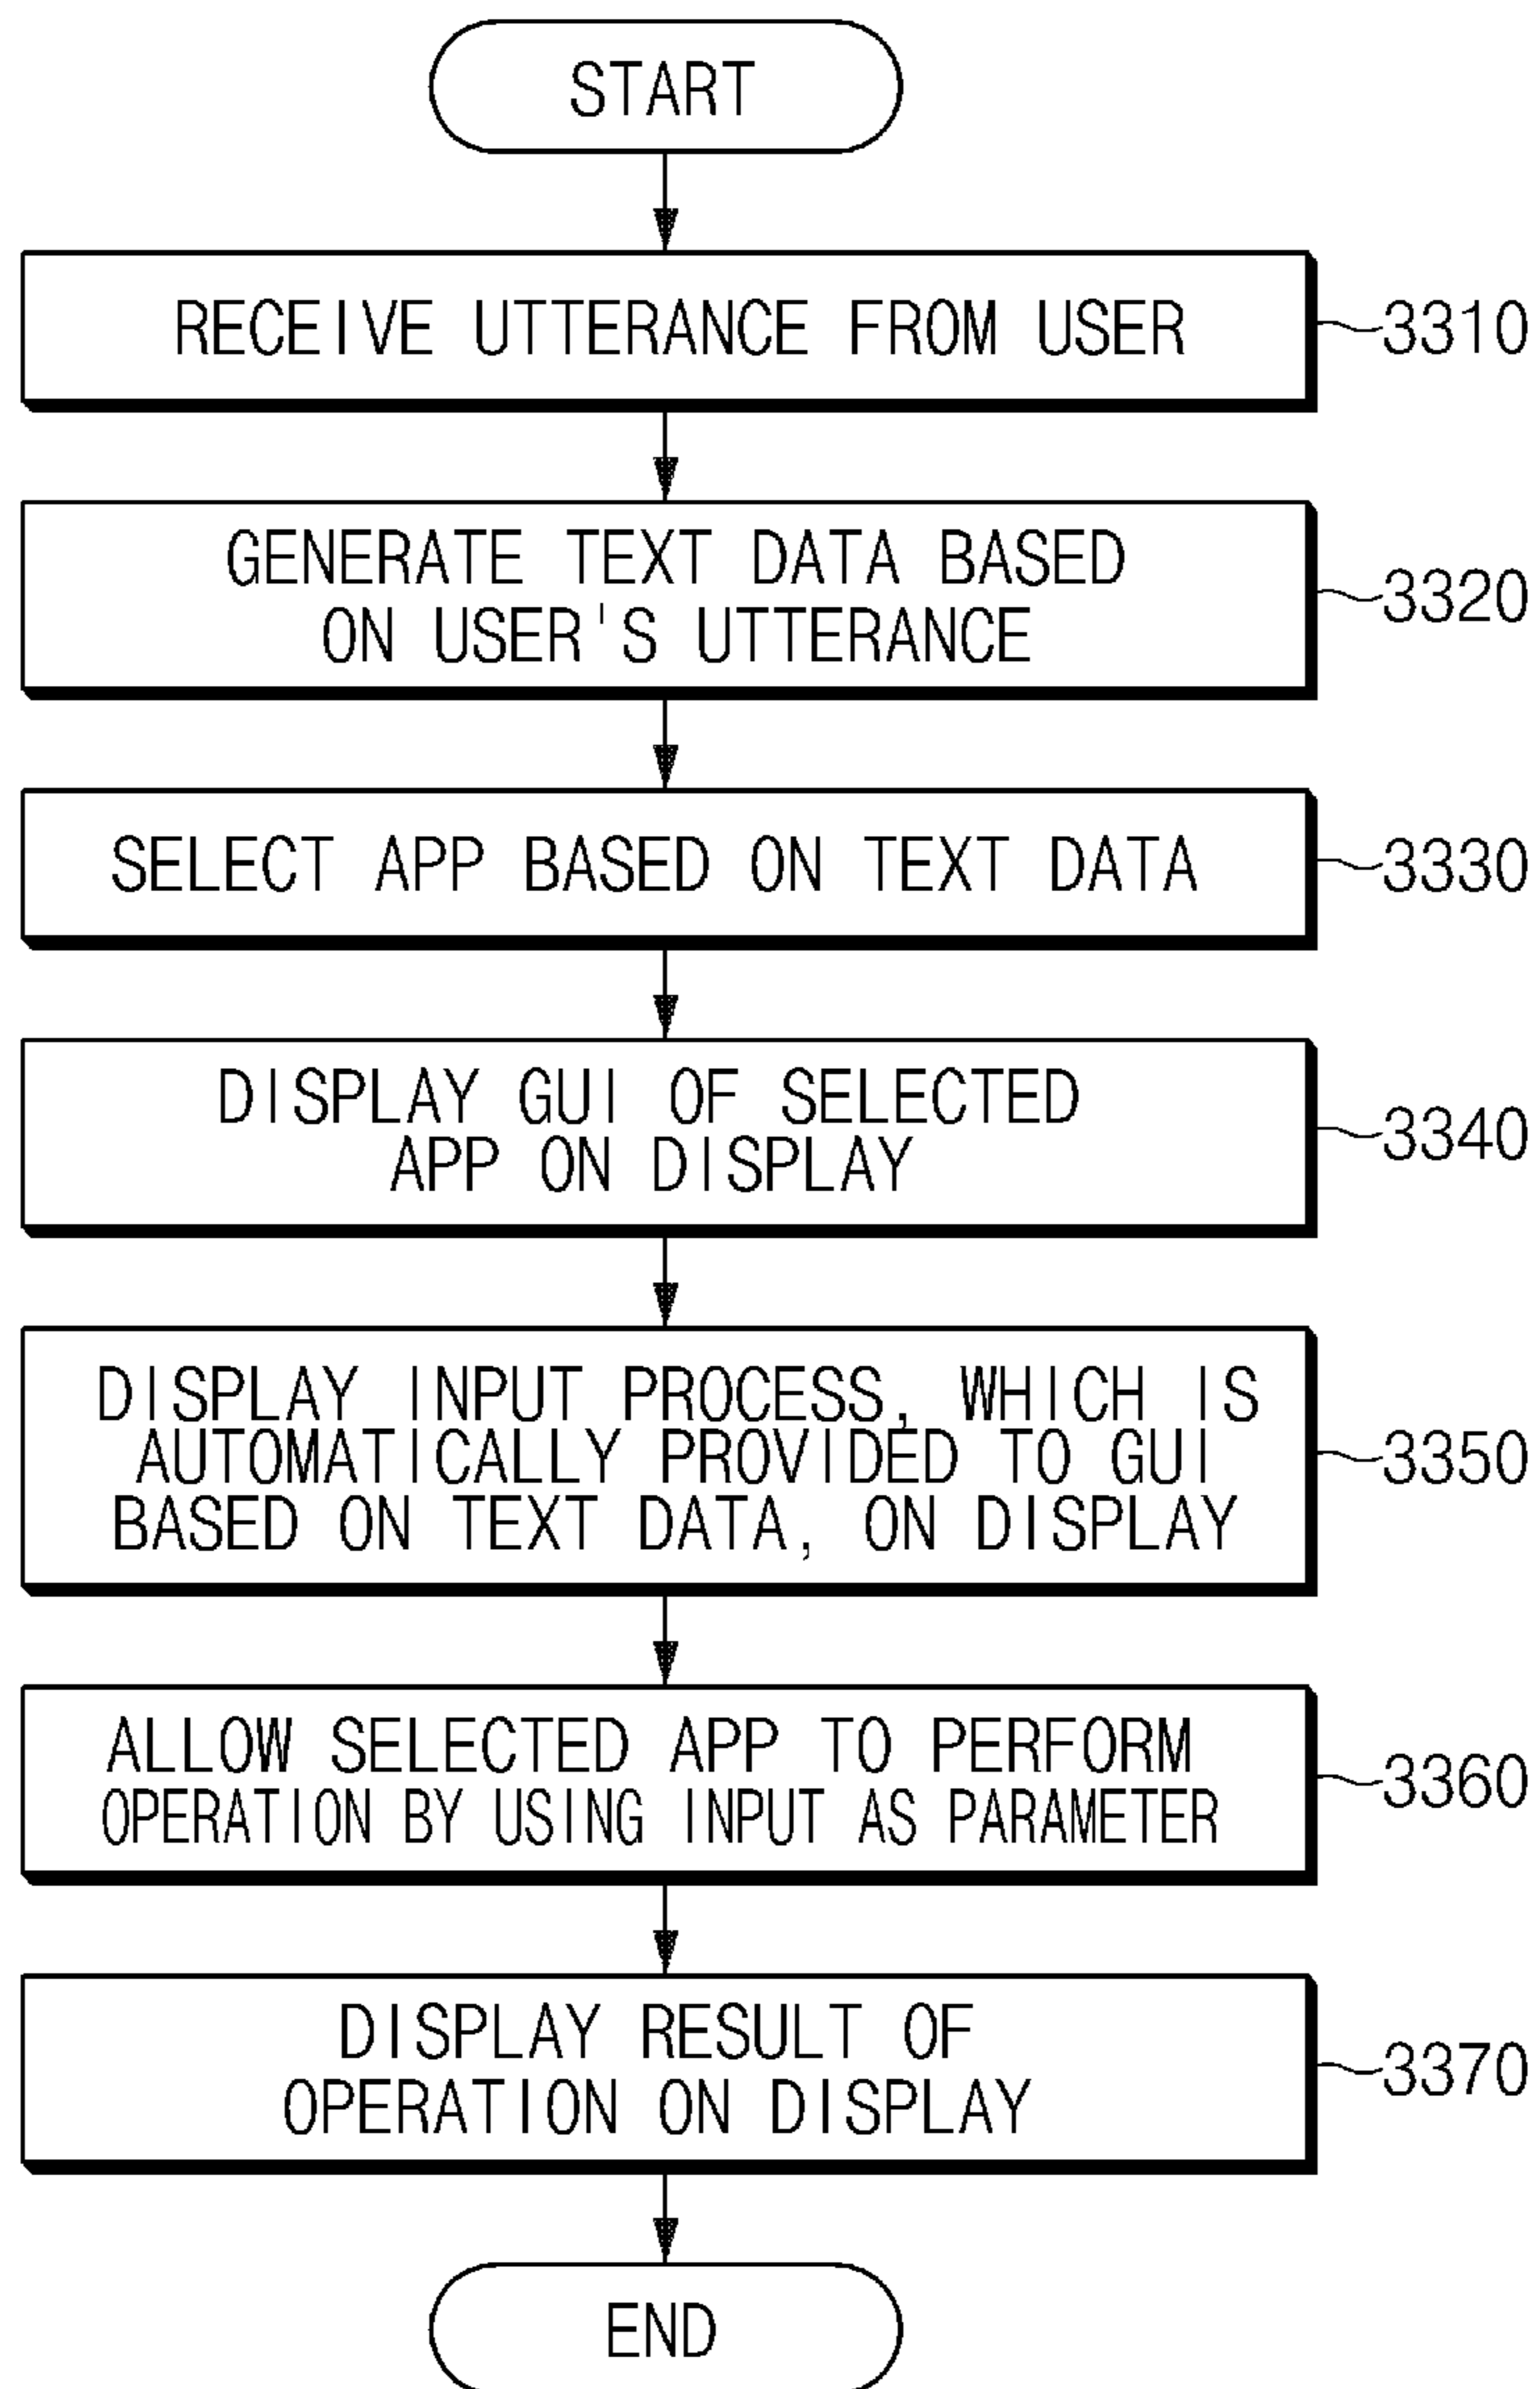 START
RECEIVE UTTERANCE FROM USER
3310
GENERATE TEXT DATA BASED
ON USER'S UTTERANCE
3320
SELECT APP BASED ON TEXT DATA
3330
DISPLAY GUI OF SELECTED
APP ON DISPLAY
3340
DISPLAY INPUT PROCESS, WHICH IS
AUTOMATICALLY PROVIDED TO GUI
BASED ON TEXT DATA, ON DISPLAY
3350
ALLOW SELECTED APP TO PERFORM
OPERATION BY USING INPUT AS PARAMETER
3360
DISPLAY RESULT OF
OPERATION ON DISPLAY
3370
END